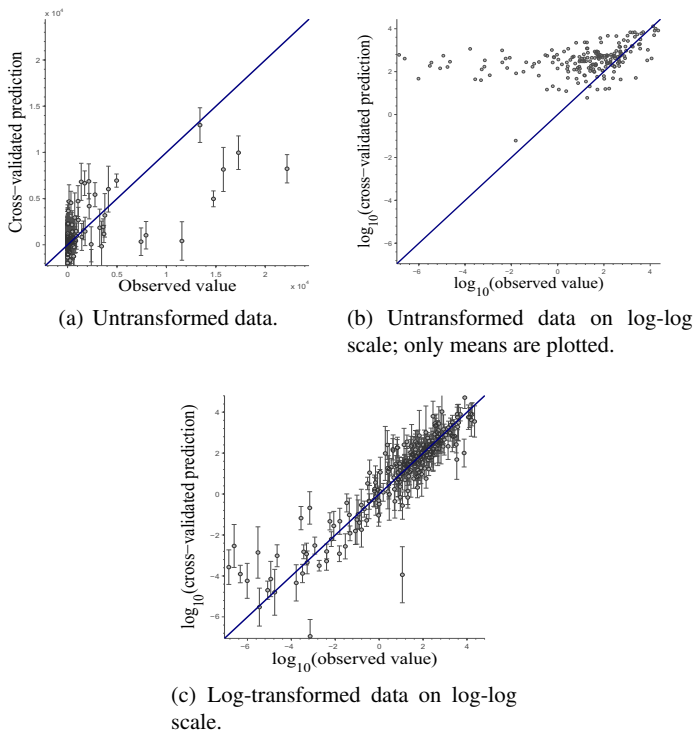 x 10⁴
2
1.5
1
0.5
0
0
0.5
1
1.5
2
x 10⁴
Cross−validated prediction
Observed value
(a) Untransformed data.
4
2
0
−2
−4
−6
−6
−4
−2
0
2
4
log10(cross−validated prediction)
log10(observed value)
(b) Untransformed data on log-log
scale; only means are plotted.
4
2
0
−2
−4
−6
−6
−4
−2
0
2
4
log10(cross−validated prediction)
log10(observed value)
(c) Log-transformed data on log-log
scale.